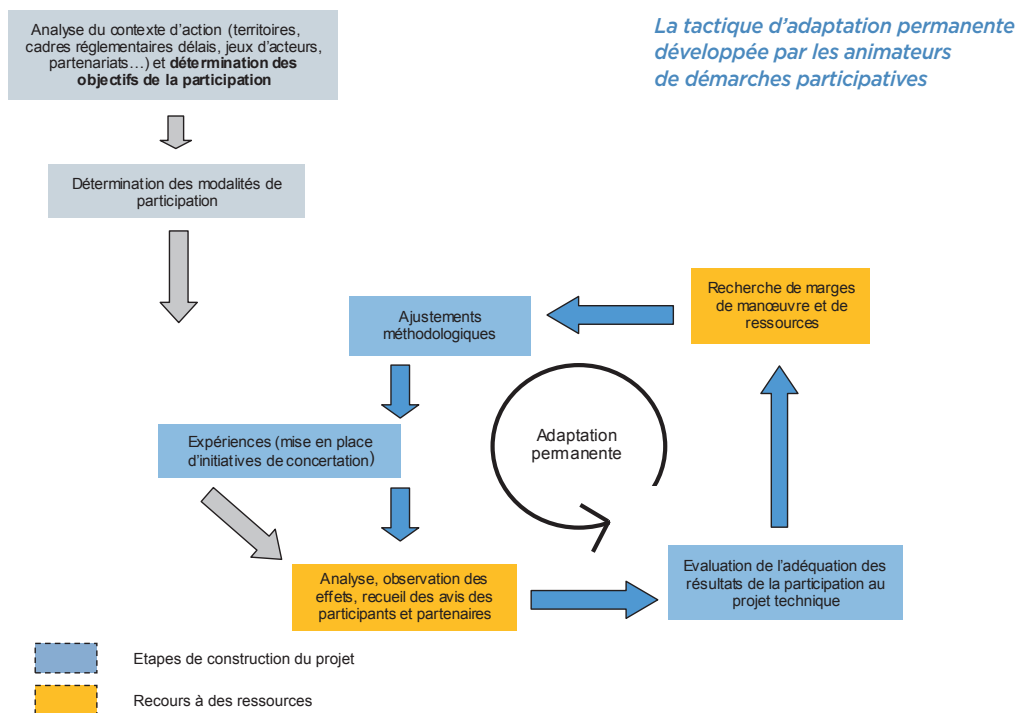 La tactique d'adaptation permanente
développée par les animateurs
de démarches participatives
Analyse du contexte d'action (territoires,
cadres réglementaires délais, jeux d'acteurs,
partenariats…) et détermination des
objectifs de la participation
Détermination des modalités de
participation
Recherche de marges
de manœuvre et de
ressources
Ajustements
méthodologiques
Adaptation
permanente
Expériences (mise en place
d'initiatives de concertation)
Analyse, observation des
effets, recueil des avis des
participants et partenaires
Evaluation de l'adéquation des
résultats de la participation au
projet technique
Etapes de construction du projet
Recours à des ressources